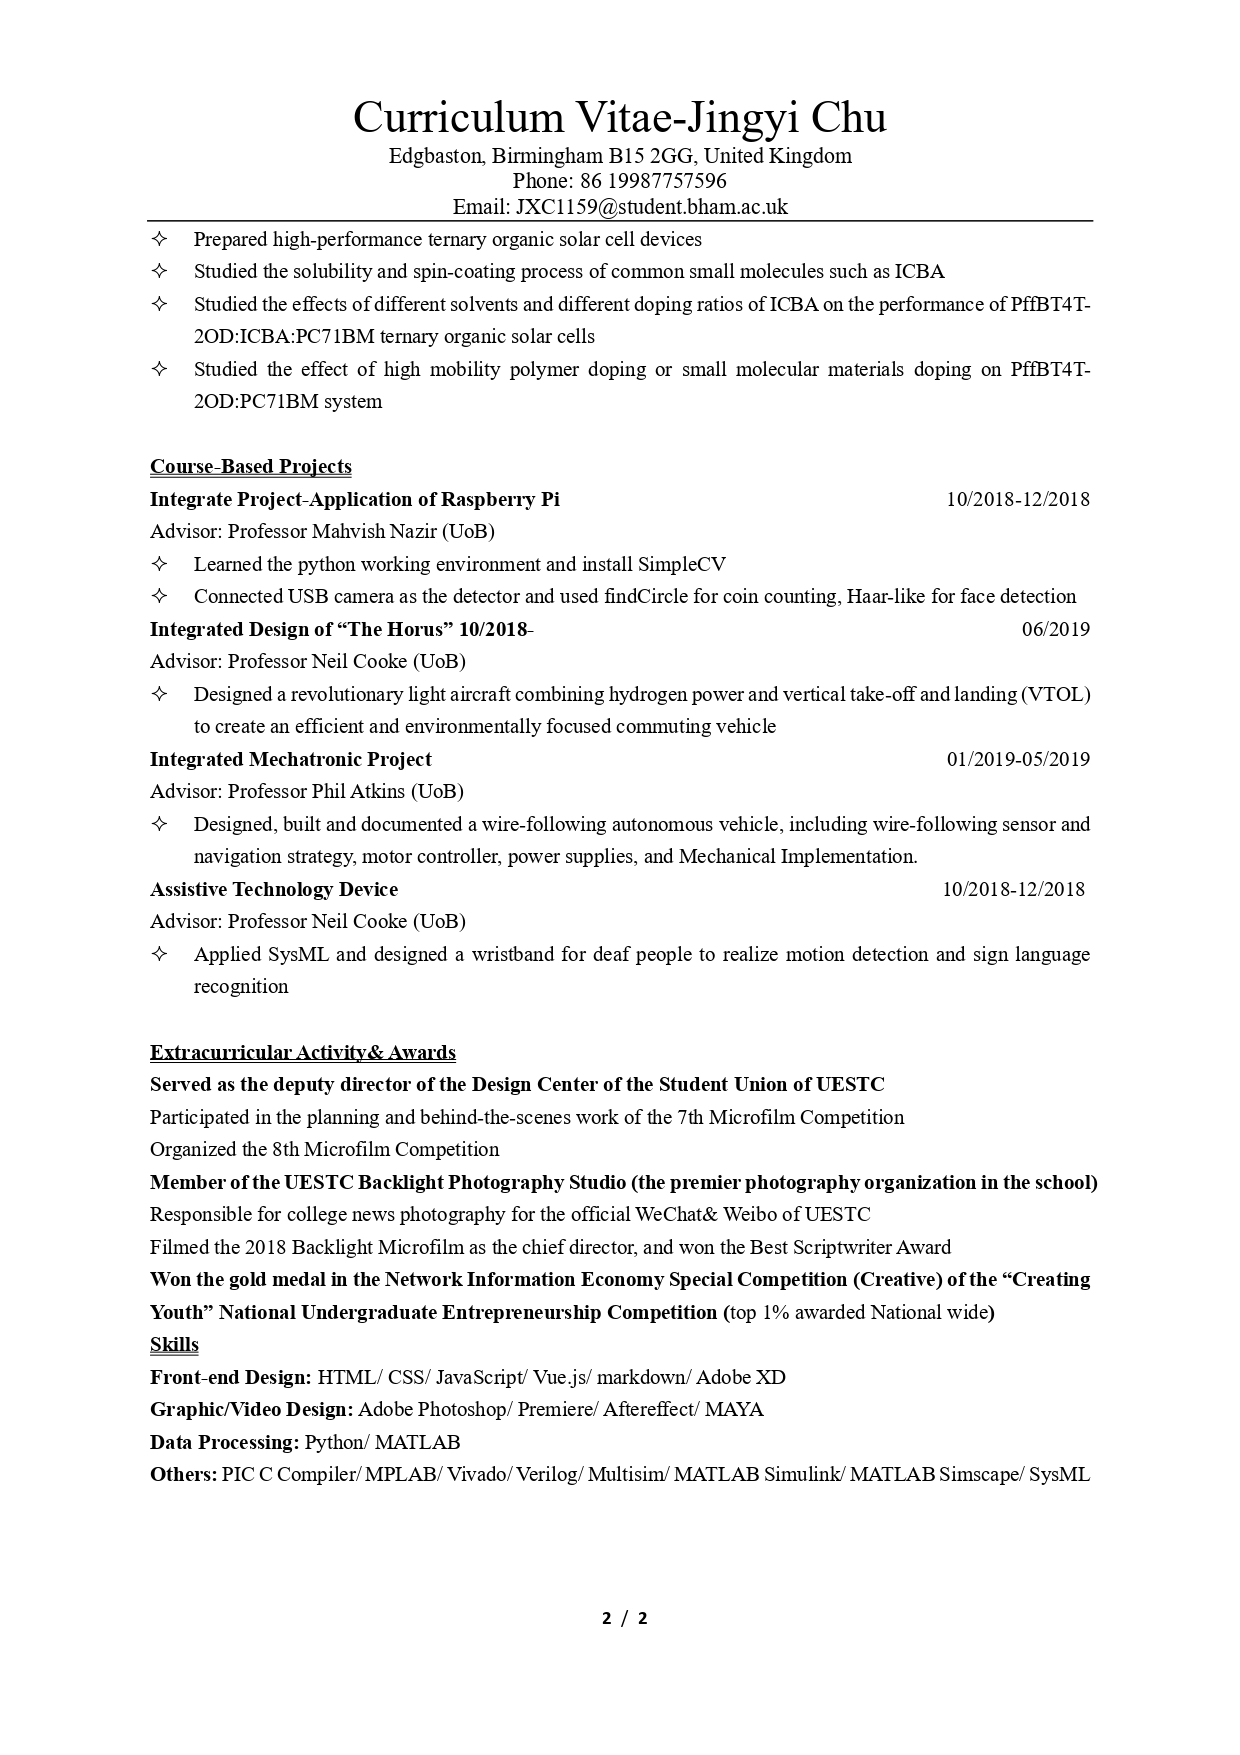 Curriculum Vitae-Jingyi Chu
Edgbaston, Birmingham B15 2GG, United Kingdom
Phone: 86 19987757596
Email: JXC1159@student.bham.ac.uk
✧ Prepared high-performance ternary organic solar cell devices
✧ Studied the solubility and spin-coating process of common small molecules such as ICBA
✧ Studied the effects of different solvents and different doping ratios of ICBA on the performance of PffBT4T-
2OD:ICBA:PC71BM ternary organic solar cells
✧ Studied the effect of high mobility polymer doping or small molecular materials doping on PffBT4T-
2OD:PC71BM system
Course-Based Projects
Integrate Project-Application of Raspberry Pi 10/2018-12/2018
Advisor: Professor Mahvish Nazir (UoB)
✧ Learned the python working environment and install SimpleCV
✧ Connected USB camera as the detector and used findCircle for coin counting, Haar-like for face detection
Integrated Design of “The Horus” 10/2018- 06/2019
Advisor: Professor Neil Cooke (UoB)
✧ Designed a revolutionary light aircraft combining hydrogen power and vertical take-off and landing (VTOL)
to create an efficient and environmentally focused commuting vehicle
Integrated Mechatronic Project 01/2019-05/2019
Advisor: Professor Phil Atkins (UoB)
✧ Designed, built and documented a wire-following autonomous vehicle, including wire-following sensor and
navigation strategy, motor controller, power supplies, and Mechanical Implementation.
Assistive Technology Device 10/2018-12/2018
Advisor: Professor Neil Cooke (UoB)
✧ Applied SysML and designed a wristband for deaf people to realize motion detection and sign language
recognition
Extracurricular Activity& Awards
Served as the deputy director of the Design Center of the Student Union of UESTC
Participated in the planning and behind-the-scenes work of the 7th Microfilm Competition
Organized the 8th Microfilm Competition
Member of the UESTC Backlight Photography Studio (the premier photography organization in the school)
Responsible for college news photography for the official WeChat& Weibo of UESTC
Filmed the 2018 Backlight Microfilm as the chief director, and won the Best Scriptwriter Award
Won the gold medal in the Network Information Economy Special Competition (Creative) of the “Creating
Youth” National Undergraduate Entrepreneurship Competition (top 1% awarded National wide)
Skills
Front-end Design: HTML/ CSS/ JavaScript/ Vue.js/ markdown/ Adobe XD
Graphic/Video Design: Adobe Photoshop/ Premiere/ Aftereffect/ MAYA
Data Processing: Python/ MATLAB
Others: PIC C Compiler/ MPLAB/ Vivado/ Verilog/ Multisim/ MATLAB Simulink/ MATLAB Simscape/ SysML
2 / 2